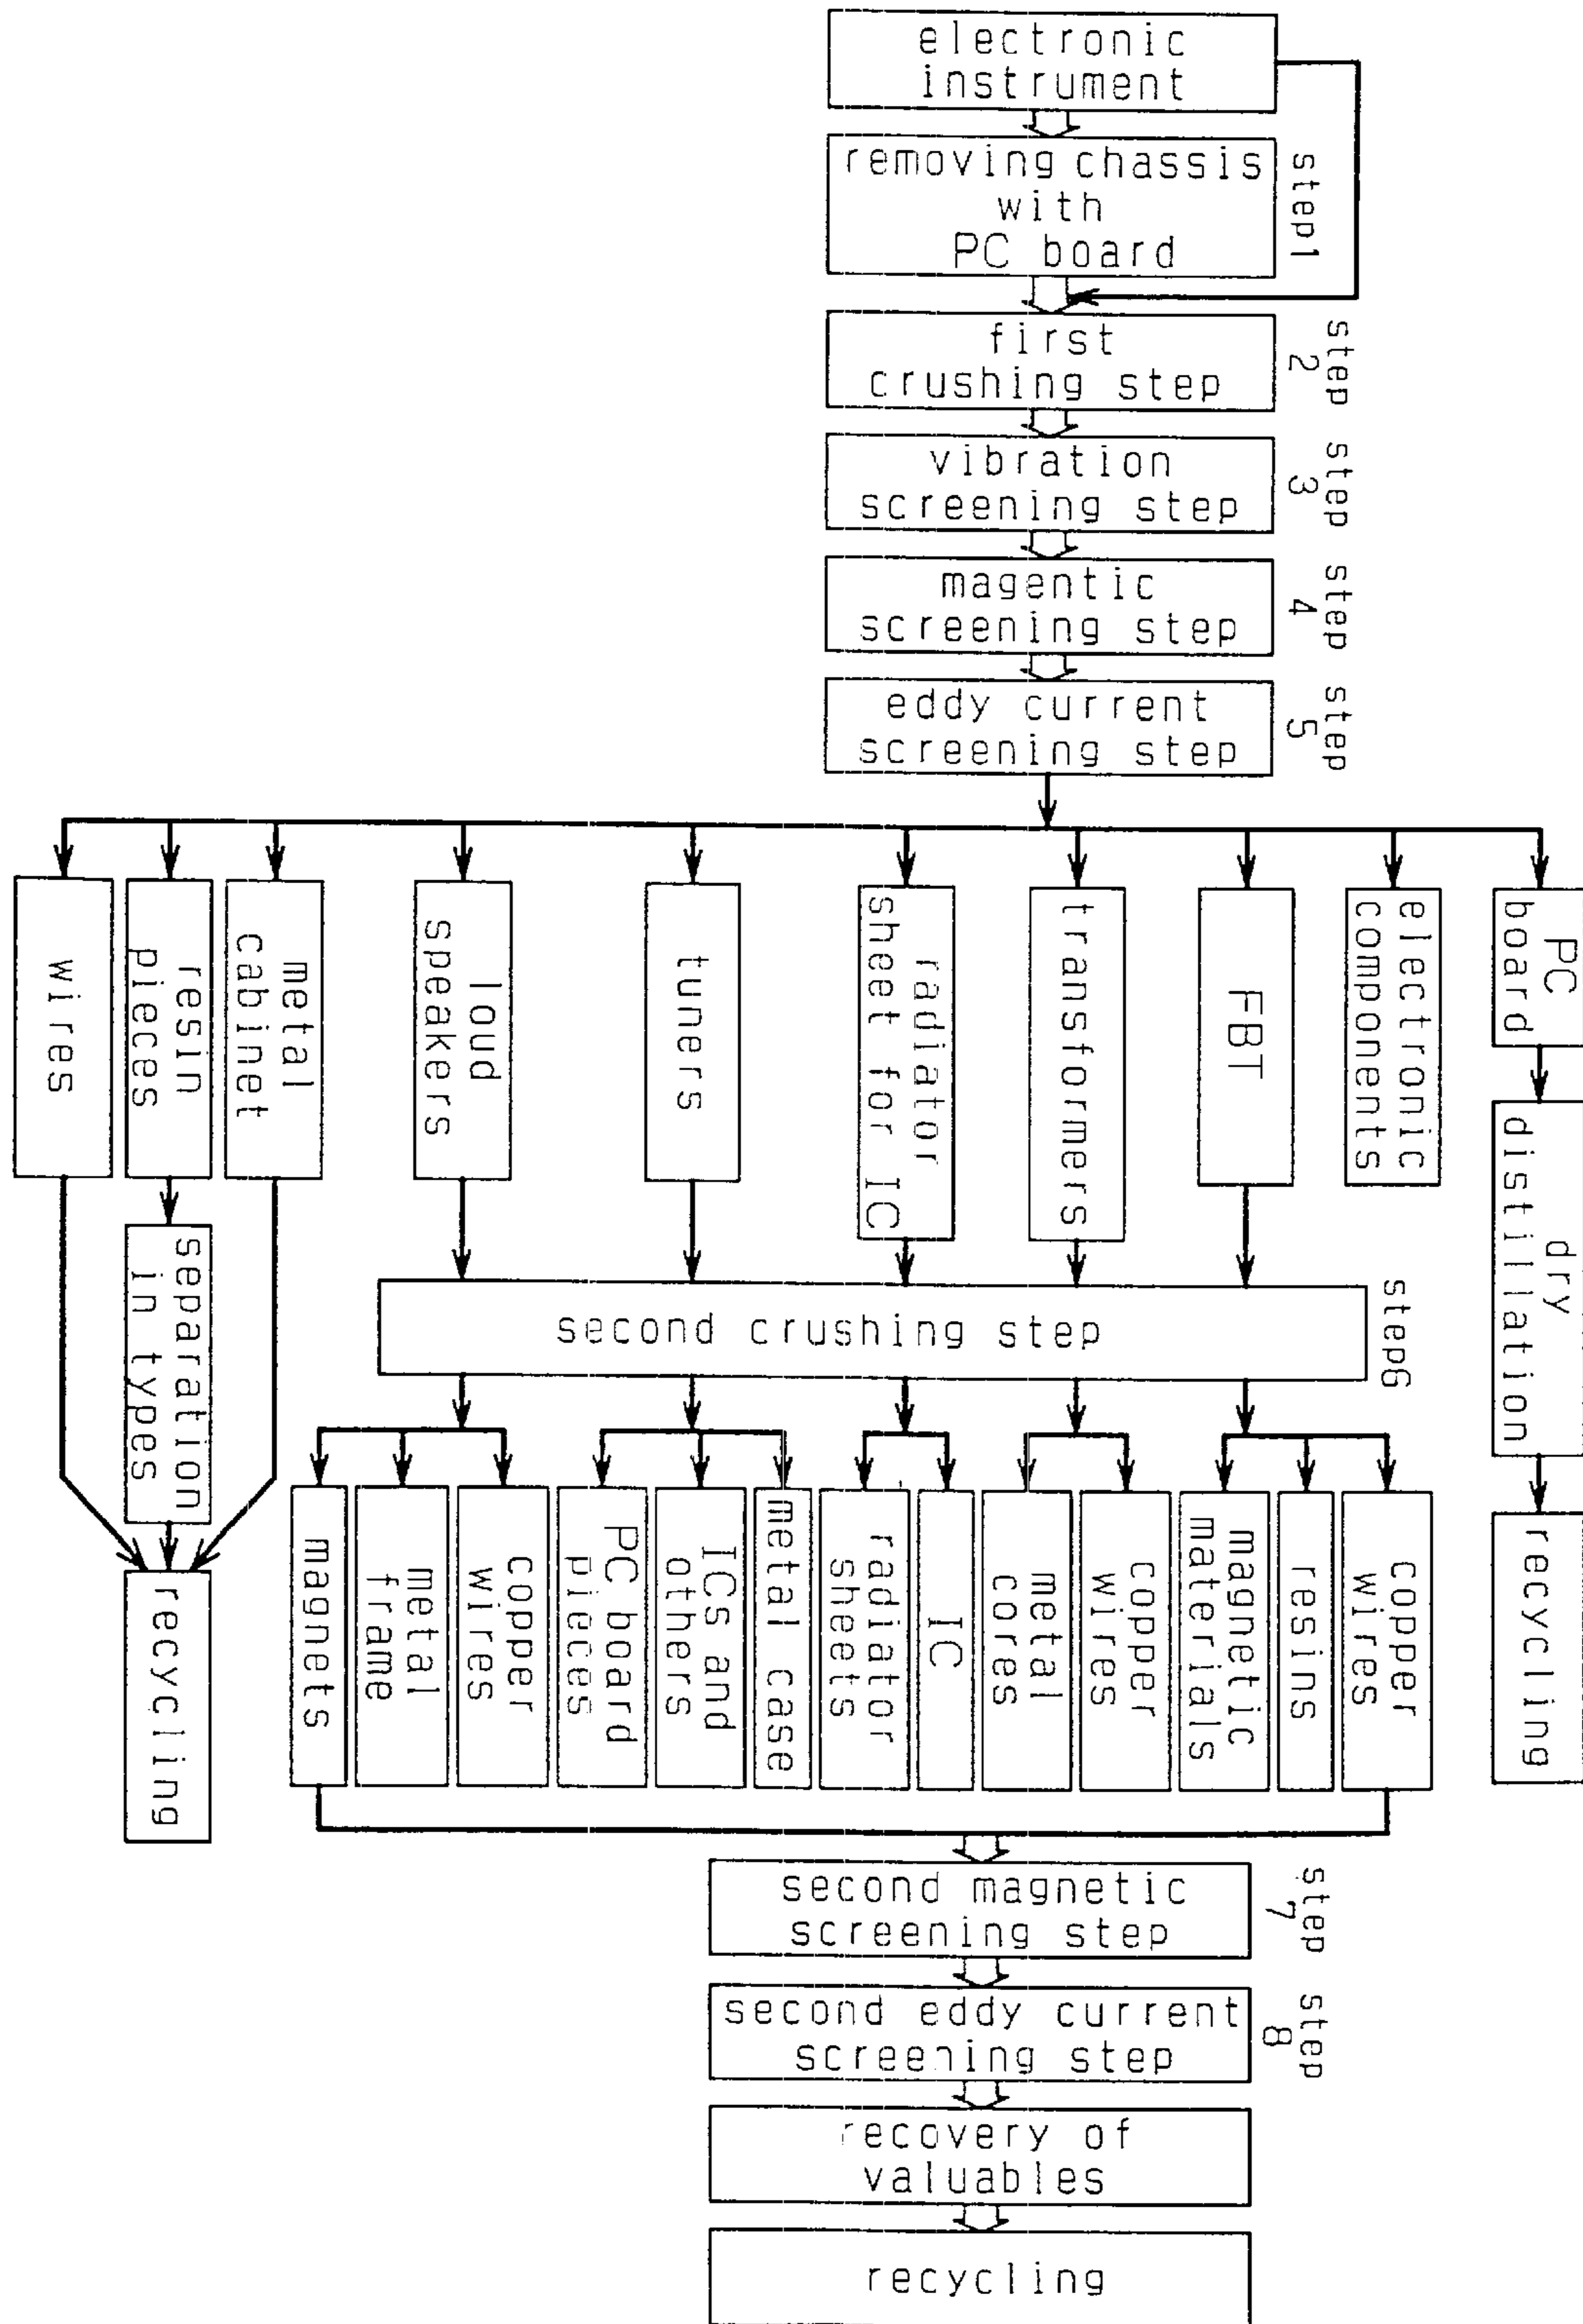 electronic
instrument
removing chassis
with
PC board
step1
first
crushing step
step
2
vibration
screening step
step
3
magentic
screening step
step
4
eddy current
screening step
step
5
wires
resin
pieces
metal
cabinet
loud
speakers
tuners
radiator
sheet for IC
transformers
FBT
electronic
components
PC
board
separation
in types
second crushing step
step6
dry
distillation
recycling
magnets
metal
frame
copper
wires
PC board
pieces
ICs and
others
metal case
radiator
sheets
IC
metal
cores
copper
wires
magnetic
materials
resins
copper
wires
recycling
second magnetic
screening step
step
7
second eddy current
screening step
step
8
recovery of
valuables
recycling